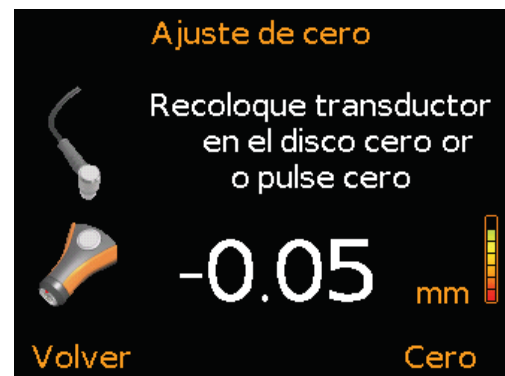 Ajuste de cero
Recoloque transductor
en el disco cero or
o pulse cero
-0.05 mm
Volver Cero